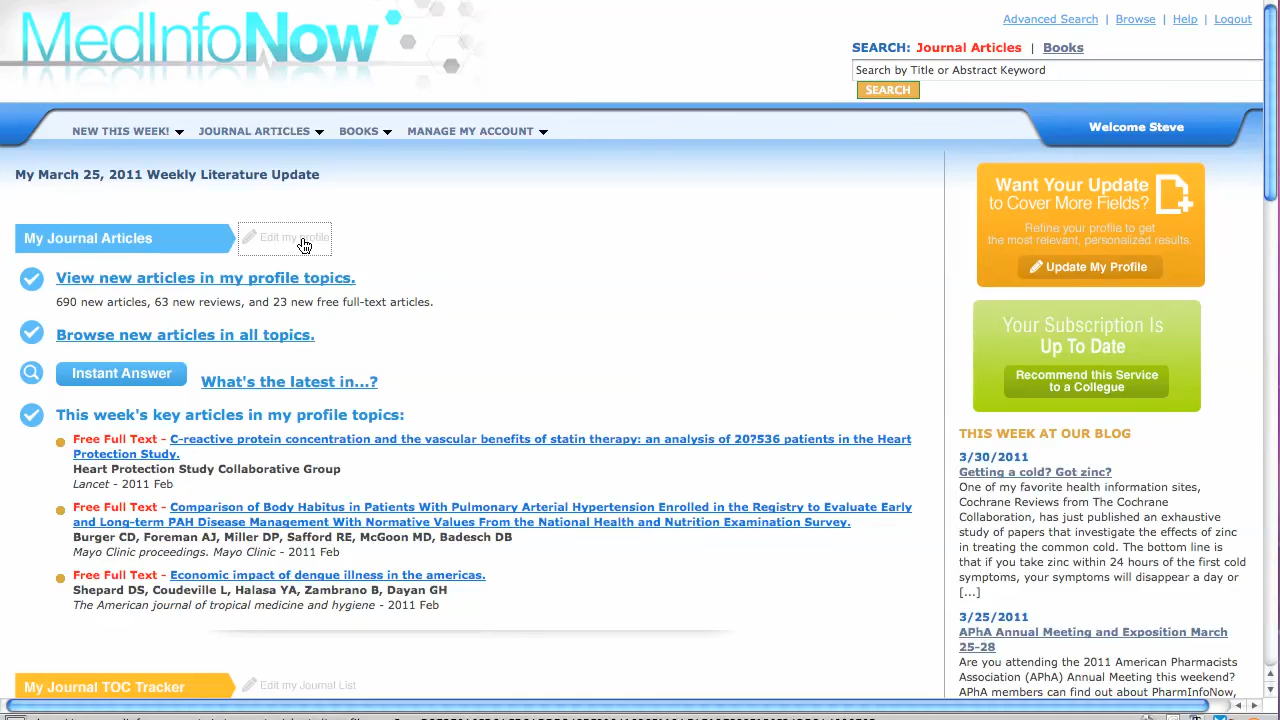 MedInfoNow
Advanced Search | Browse | Help | Logout
SEARCH: Journal Articles | Books
Search by Title or Abstract Keyword
SEARCH
NEW THIS WEEK! JOURNAL ARTICLES BOOKS MANAGE MY ACCOUNT
Welcome Steve
My March 25, 2011 Weekly Literature Update
My Journal Articles
Edit my profile
View new articles in my profile topics.
690 new articles, 63 new reviews, and 23 new free full-text articles.
Browse new articles in all topics.
Instant Answer What's the latest in...?
This week's key articles in my profile topics:
Free Full Text - C-reactive protein concentration and the vascular benefits of statin therapy: an analysis of 20?536 patients in the Heart
Protection Study.
Heart Protection Study Collaborative Group
Lancet - 2011 Feb
Free Full Text - Comparison of Body Habitus in Patients With Pulmonary Arterial Hypertension Enrolled in the Registry to Evaluate Early
and Long-term PAH Disease Management With Normative Values From the National Health and Nutrition Examination Survey.
Burger CD, Foreman AJ, Miller DP, Safford RE, McGoon MD, Badesch DB
Mayo Clinic proceedings. Mayo Clinic - 2011 Feb
Free Full Text - Economic impact of dengue illness in the americas.
Shepard DS, Coudeville L, Halasa YA, Zambrano B, Dayan GH
The American journal of tropical medicine and hygiene - 2011 Feb
My Journal TOC Tracker
Edit my Journal List
Want Your Update
to Cover More Fields?
Refine your profile to get
the most relevant, personalized results.
Update My Profile
Your Subscription Is
Up To Date
Recommend this Service
to a Collegue
THIS WEEK AT OUR BLOG
3/30/2011
Getting a cold? Got zinc?
One of my favorite health information sites,
Cochrane Reviews from The Cochrane
Collaboration, has just published an exhaustive
study of papers that investigate the effects of zinc
in treating the common cold. The bottom line is
that if you take zinc within 24 hours of the first cold
symptoms, your symptoms will disappear a day or
[...]
3/25/2011
APhA Annual Meeting and Exposition March
25-28
Are you attending the 2011 American Pharmacists
Association (APhA) Annual Meeting this weekend?
APhA members can find out about PharmInfoNow,